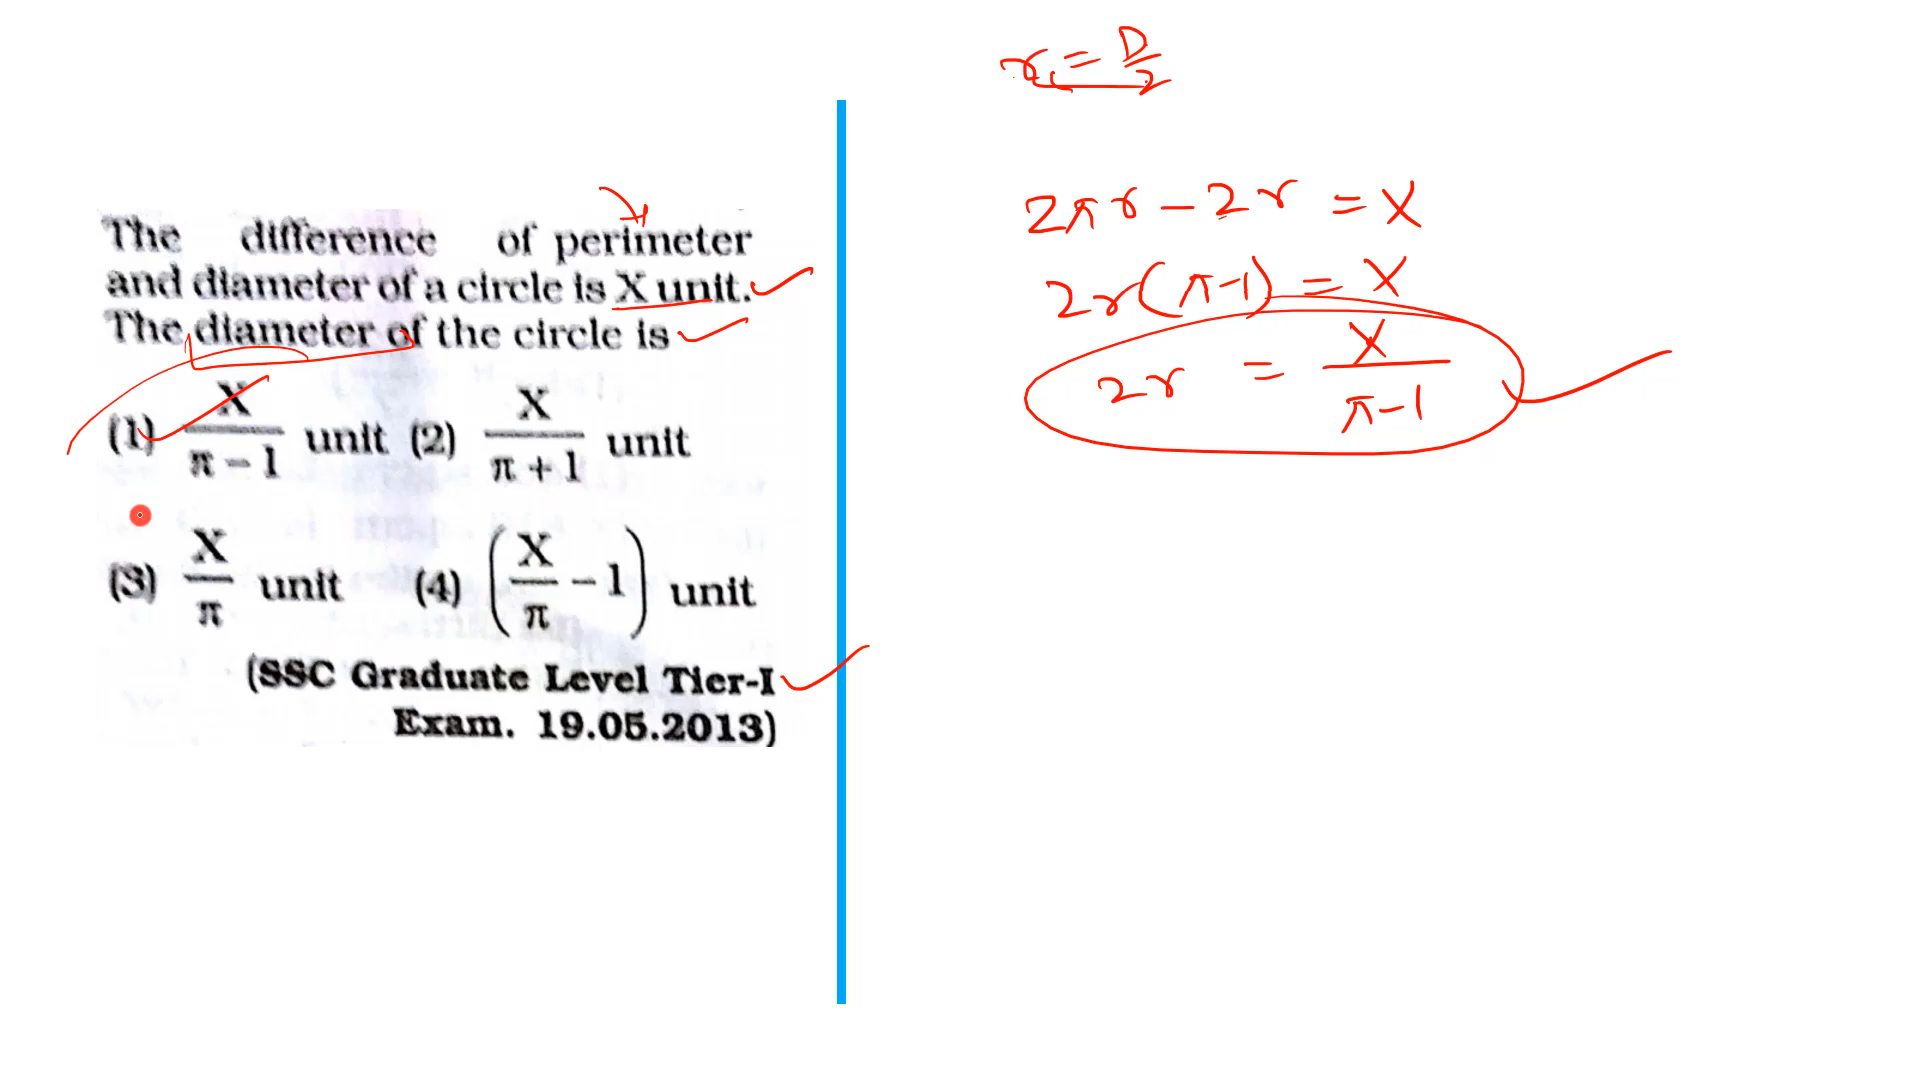 The difference of perimeter
and diameter of a circle is X unit.
The diameter of the circle is
(1) X/(π – 1) unit (2) X/(π + 1) unit
(3) X/π unit (4) (X/π – 1) unit
(SSC Graduate Level Tier-I
Exam. 19.05.2013)
r = D/2
2πr – 2r = X
2r(π-1) = X
2r = X/(π-1)